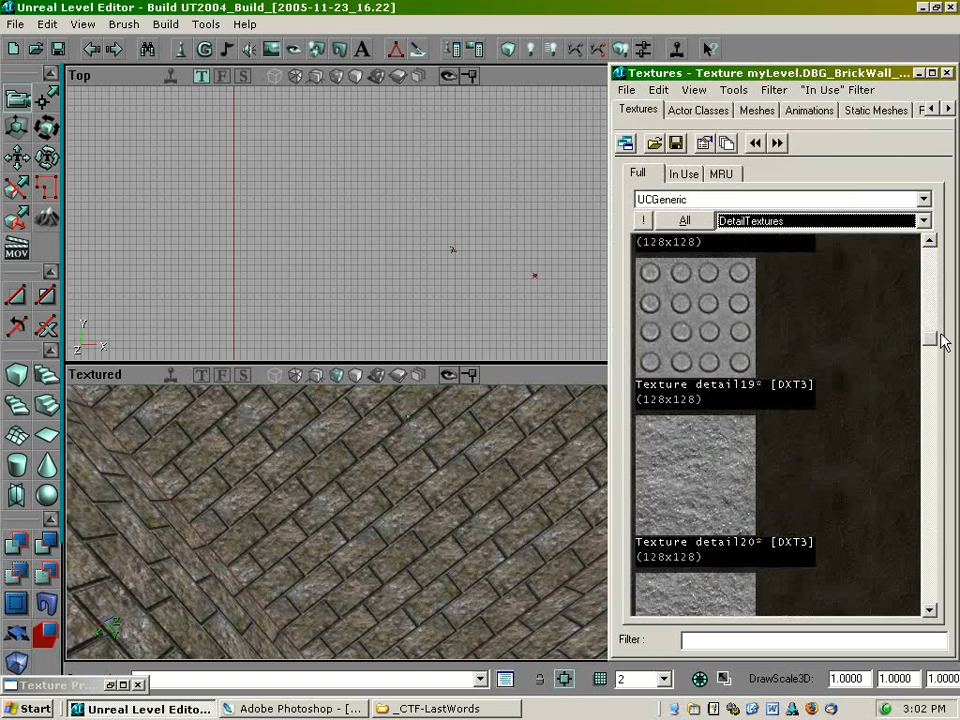 Unreal Level Editor - Build UT2004_Build_[2005-11-23_16.22]
File Edit View Brush Build Tools Help
Top
T F S
Y
Z X
Textured
T F S
Z
X Y
MOV
Textures - Texture myLevel.DBG_BrickWall_...
File Edit View Tools Filter "In Use" Filter
Textures Actor Classes Meshes Animations Static Meshes
Full In Use MRU
UCGeneric
! All DetailTextures
(128x128)
Texture detail19* [DXT3]
(128x128)
Texture detail20* [DXT3]
(128x128)
Filter :
2 DrawScale3D: 1.0000 1.0000 1.0000
Texture Pr...
Start Unreal Level Edito... Adobe Photoshop - [... _CTF-LastWords 3:02 PM